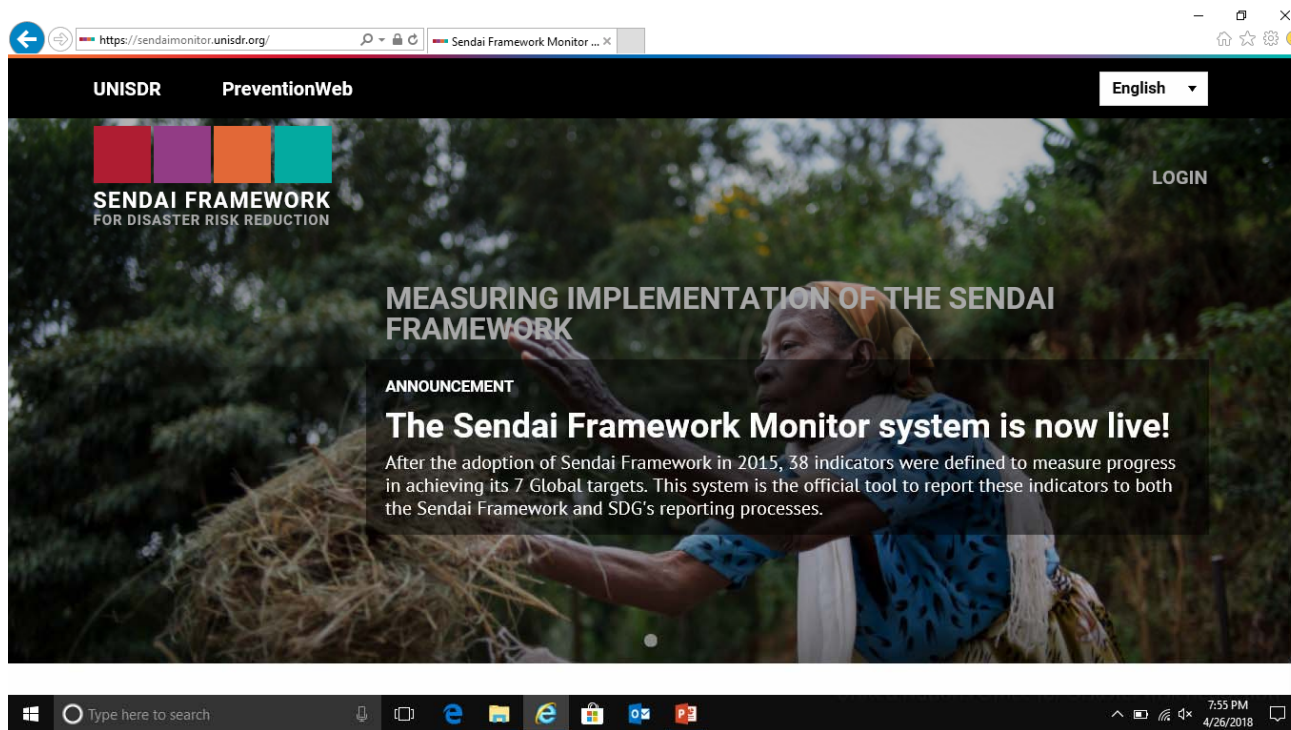 https://sendaimonitor.unisdr.org/
Sendai Framework Monitor ...
UNISDR PreventionWeb English
SENDAI FRAMEWORK
FOR DISASTER RISK REDUCTION
LOGIN
MEASURING IMPLEMENTATION OF THE SENDAI
FRAMEWORK
ANNOUNCEMENT
The Sendai Framework Monitor system is now live!
After the adoption of Sendai Framework in 2015, 38 indicators were defined to measure progress
in achieving its 7 Global targets. This system is the official tool to report these indicators to both
the Sendai Framework and SDG's reporting processes.
Type here to search
7:55 PM
4/26/2018